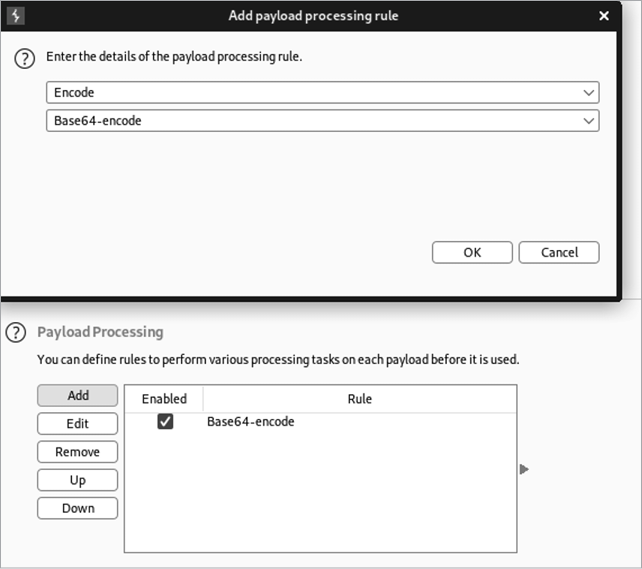 Add payload processing rule
Enter the details of the payload processing rule.
Encode
Base64-encode
OK Cancel
Payload Processing
You can define rules to perform various processing tasks on each payload before it is used.
Add
Enabled Rule
Edit
Base64-encode
Remove
Up
Down